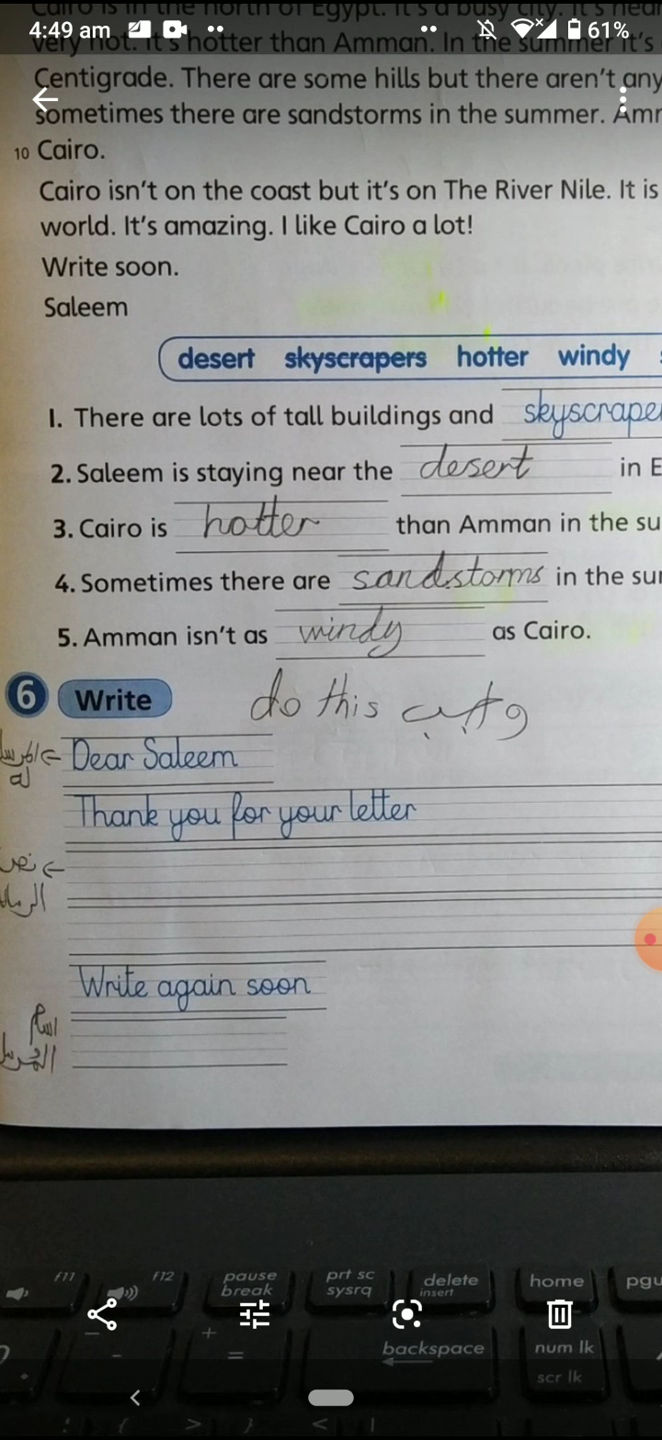 4:49 am 61%
Cairo is in the north of Egypt. It's a busy city. It's near
very hot. It's hotter than Amman. In the summer it's
Centigrade. There are some hills but there aren't any
sometimes there are sandstorms in the summer. Amm
10 Cairo.
Cairo isn't on the coast but it's on The River Nile. It is
world. It's amazing. I like Cairo a lot!
Write soon.
Saleem
desert skyscrapers hotter windy
1. There are lots of tall buildings and skyscrape
2. Saleem is staying near the desert in E
3. Cairo is hotter than Amman in the su
4. Sometimes there are sandstorms in the sum
5. Amman isn't as windy as Cairo.
6 Write do this واجب
Dear Saleem
له
Thank you for your letter
نص
Write again soon
اسم
F11 F12 pause break prt sc sysrq delete insert home pgu
backspace num lk
scr lk